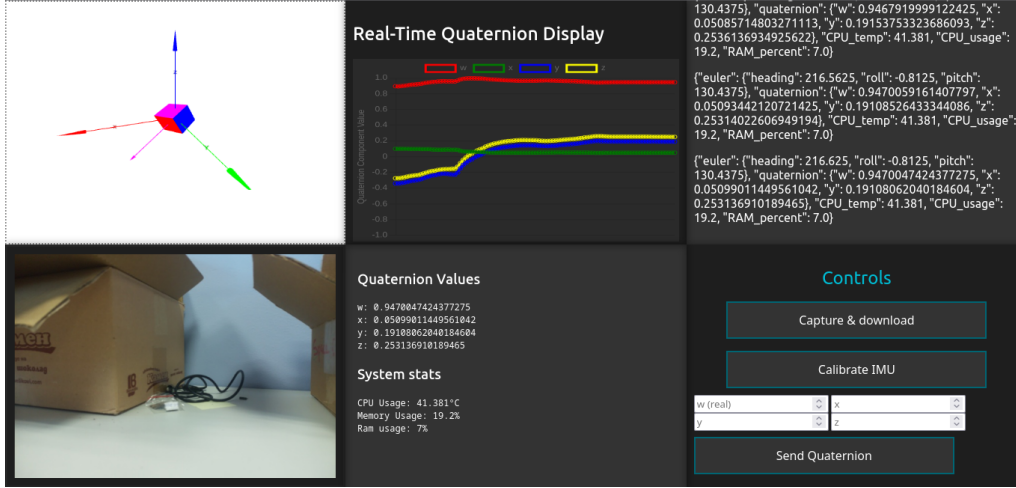 Real-Time Quaternion Display
w x y z
1.0
0.8
0.6
0.4
0.2
0
-0.2
-0.4
-0.6
-0.8
-1.0
Quaternion Component Value
130.4375}, "quaternion": {"w": 0.9467919999122425, "x":
0.05085714803271113, "y": 0.19153753323686093, "z":
0.2536136934925622}, "CPU_temp": 41.381, "CPU_usage":
19.2, "RAM_percent": 7.0}
{"euler": {"heading": 216.5625, "roll": -0.8125, "pitch":
130.4375}, "quaternion": {"w": 0.9470059161407797, "x":
0.05093442120721425, "y": 0.19108526433344086, "z":
0.25314022606949194}, "CPU_temp": 41.381, "CPU_usage":
19.2, "RAM_percent": 7.0}
{"euler": {"heading": 216.625, "roll": -0.8125, "pitch":
130.4375}, "quaternion": {"w": 0.9470047424377275, "x":
0.05099011449561042, "y": 0.19108062040184604, "z":
0.253136910189465}, "CPU_temp": 41.381, "CPU_usage":
19.2, "RAM_percent": 7.0}
Quaternion Values
w: 0.9470047424377275
x: 0.05099011449561042
y: 0.19108062040184604
z: 0.253136910189465
System stats
CPU Usage: 41.381°C
Memory Usage: 19.2%
Ram usage: 7%
Controls
Capture & download
Calibrate IMU
w (real) x
y z
Send Quaternion